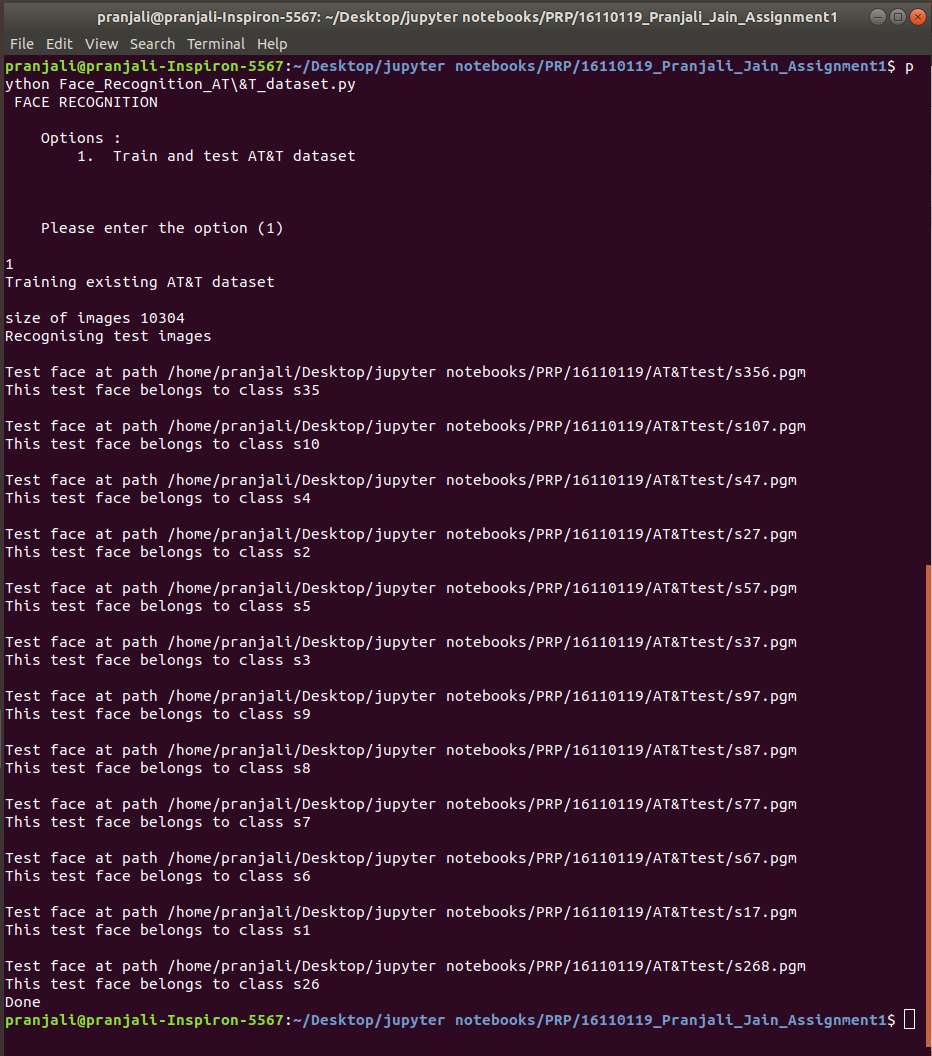 pranjali@pranjali-Inspiron-5567: ~/Desktop/jupyter notebooks/PRP/16110119_Pranjali_Jain_Assignment1
File Edit View Search Terminal Help
pranjali@pranjali-Inspiron-5567:~/Desktop/jupyter notebooks/PRP/16110119_Pranjali_Jain_Assignment1$ p
ython Face_Recognition_AT\&T_dataset.py
FACE RECOGNITION
Options :
1. Train and test AT&T dataset
Please enter the option (1)
1
Training existing AT&T dataset
size of images 10304
Recognising test images
Test face at path /home/pranjali/Desktop/jupyter notebooks/PRP/16110119/AT&Ttest/s356.pgm
This test face belongs to class s35
Test face at path /home/pranjali/Desktop/jupyter notebooks/PRP/16110119/AT&Ttest/s107.pgm
This test face belongs to class s10
Test face at path /home/pranjali/Desktop/jupyter notebooks/PRP/16110119/AT&Ttest/s47.pgm
This test face belongs to class s4
Test face at path /home/pranjali/Desktop/jupyter notebooks/PRP/16110119/AT&Ttest/s27.pgm
This test face belongs to class s2
Test face at path /home/pranjali/Desktop/jupyter notebooks/PRP/16110119/AT&Ttest/s57.pgm
This test face belongs to class s5
Test face at path /home/pranjali/Desktop/jupyter notebooks/PRP/16110119/AT&Ttest/s37.pgm
This test face belongs to class s3
Test face at path /home/pranjali/Desktop/jupyter notebooks/PRP/16110119/AT&Ttest/s97.pgm
This test face belongs to class s9
Test face at path /home/pranjali/Desktop/jupyter notebooks/PRP/16110119/AT&Ttest/s87.pgm
This test face belongs to class s8
Test face at path /home/pranjali/Desktop/jupyter notebooks/PRP/16110119/AT&Ttest/s77.pgm
This test face belongs to class s7
Test face at path /home/pranjali/Desktop/jupyter notebooks/PRP/16110119/AT&Ttest/s67.pgm
This test face belongs to class s6
Test face at path /home/pranjali/Desktop/jupyter notebooks/PRP/16110119/AT&Ttest/s17.pgm
This test face belongs to class s1
Test face at path /home/pranjali/Desktop/jupyter notebooks/PRP/16110119/AT&Ttest/s268.pgm
This test face belongs to class s26
Done
pranjali@pranjali-Inspiron-5567:~/Desktop/jupyter notebooks/PRP/16110119_Pranjali_Jain_Assignment1$